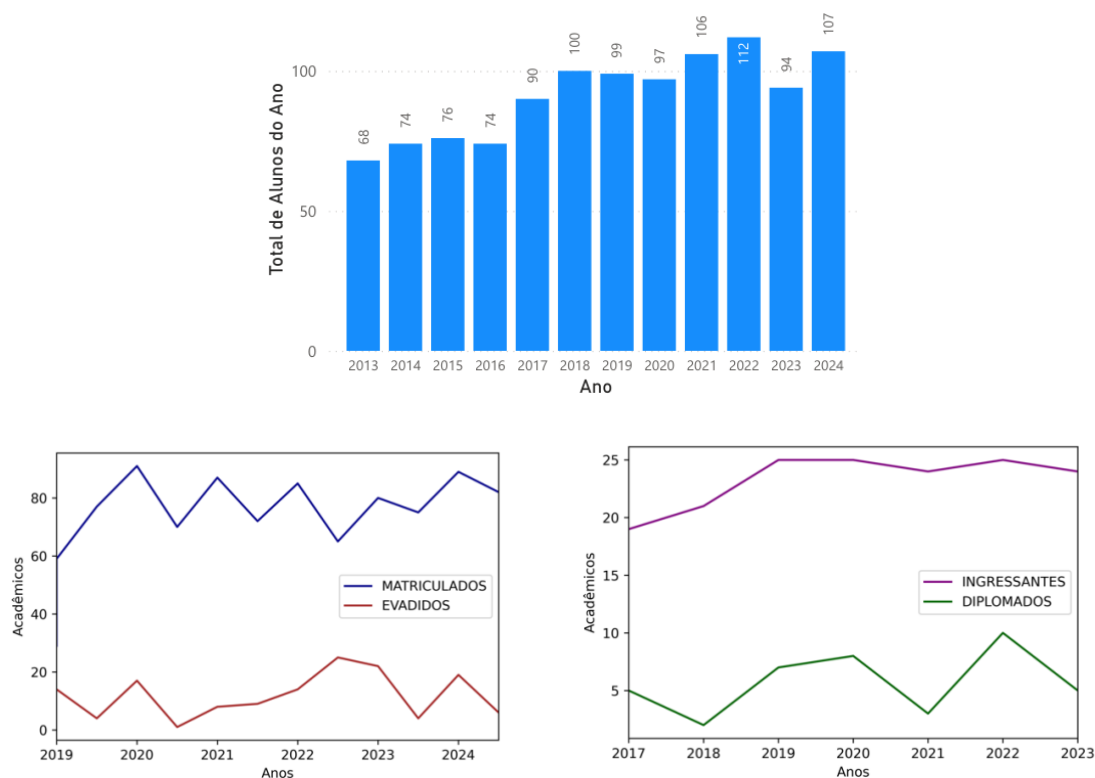 Total de Alunos do Ano
100
50
0
68
74
76
74
90
100
99
97
106
112
94
107
2013 2014 2015 2016 2017 2018 2019 2020 2021 2022 2023 2024
Ano
Acadêmicos
80
60
40
20
0
MATRICULADOS
EVADIDOS
2019 2020 2021 2022 2023 2024
Anos
Acadêmicos
25
20
15
10
5
INGRESSANTES
DIPLOMADOS
2017 2018 2019 2020 2021 2022 2023
Anos